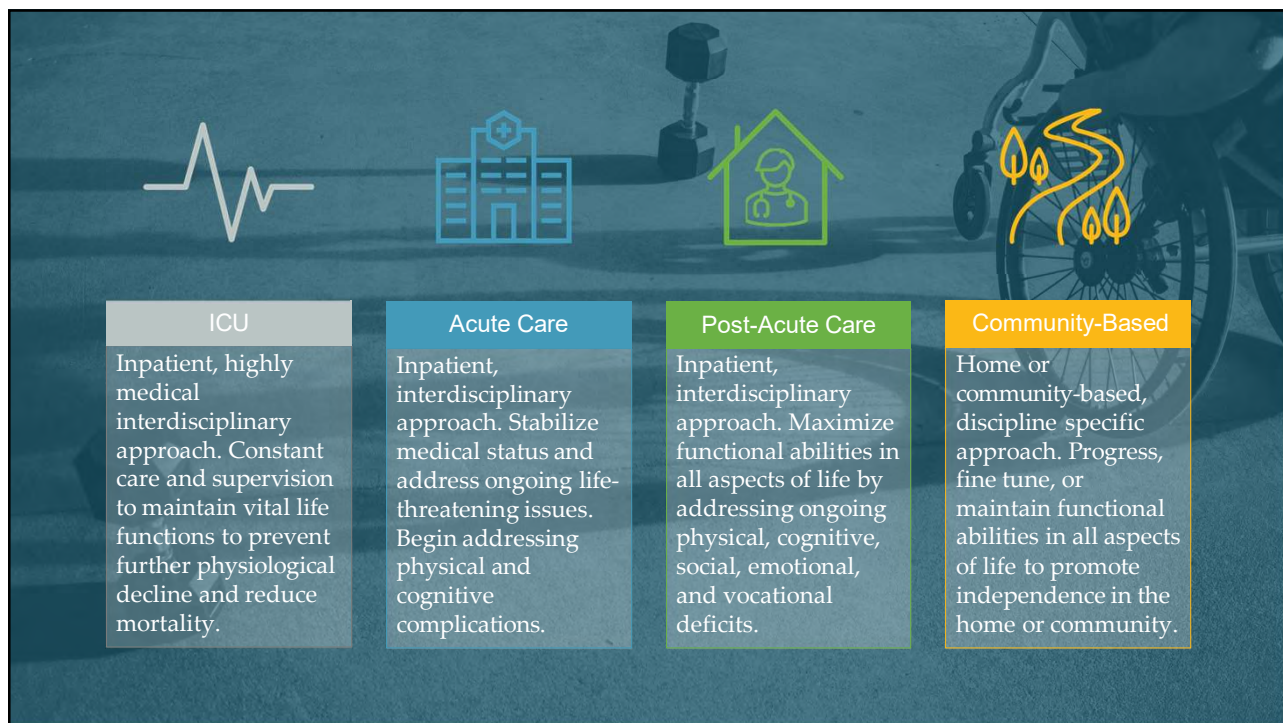 ICU
Inpatient, highly
medical
interdisciplinary
approach. Constant
care and supervision
to maintain vital life
functions to prevent
further physiological
decline and reduce
mortality.
Acute Care
Inpatient,
interdisciplinary
approach. Stabilize
medical status and
address ongoing life-
threatening issues.
Begin addressing
physical and
cognitive
complications.
Post-Acute Care
Inpatient,
interdisciplinary
approach. Maximize
functional abilities in
all aspects of life by
addressing ongoing
physical, cognitive,
social, emotional,
and vocational
deficits.
Community-Based
Home or
community-based,
discipline specific
approach. Progress,
fine tune, or
maintain functional
abilities in all aspects
of life to promote
independence in the
home or community.